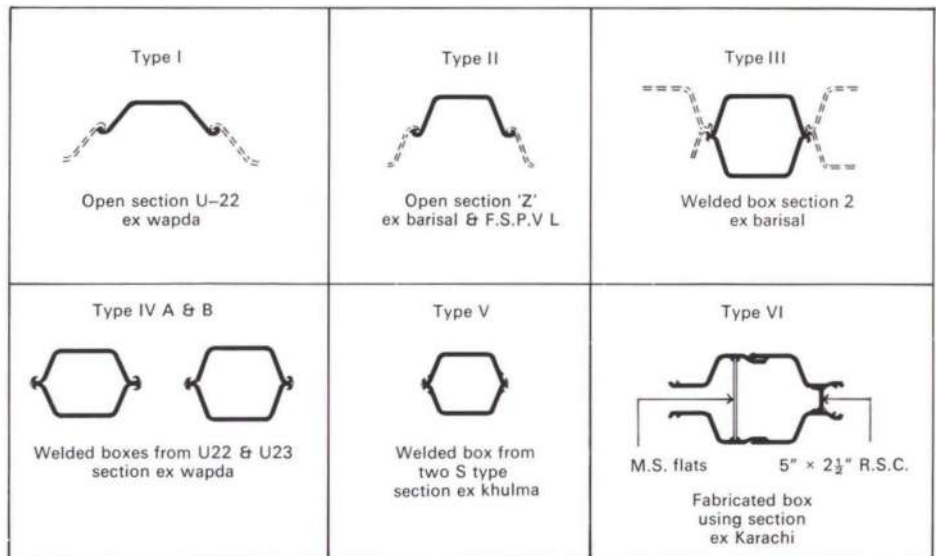 Type I
Open section U–22
ex wapda
Type II
Open section 'Z'
ex barisal & F.S.P.V L
Type III
Welded box section 2
ex barisal
Type IV A & B
Welded boxes from U22 & U23
section ex wapda
Type V
Welded box from
two S type
section ex khulma
Type VI
M.S. flats
5" × 2½" R.S.C.
Fabricated box
using section
ex Karachi